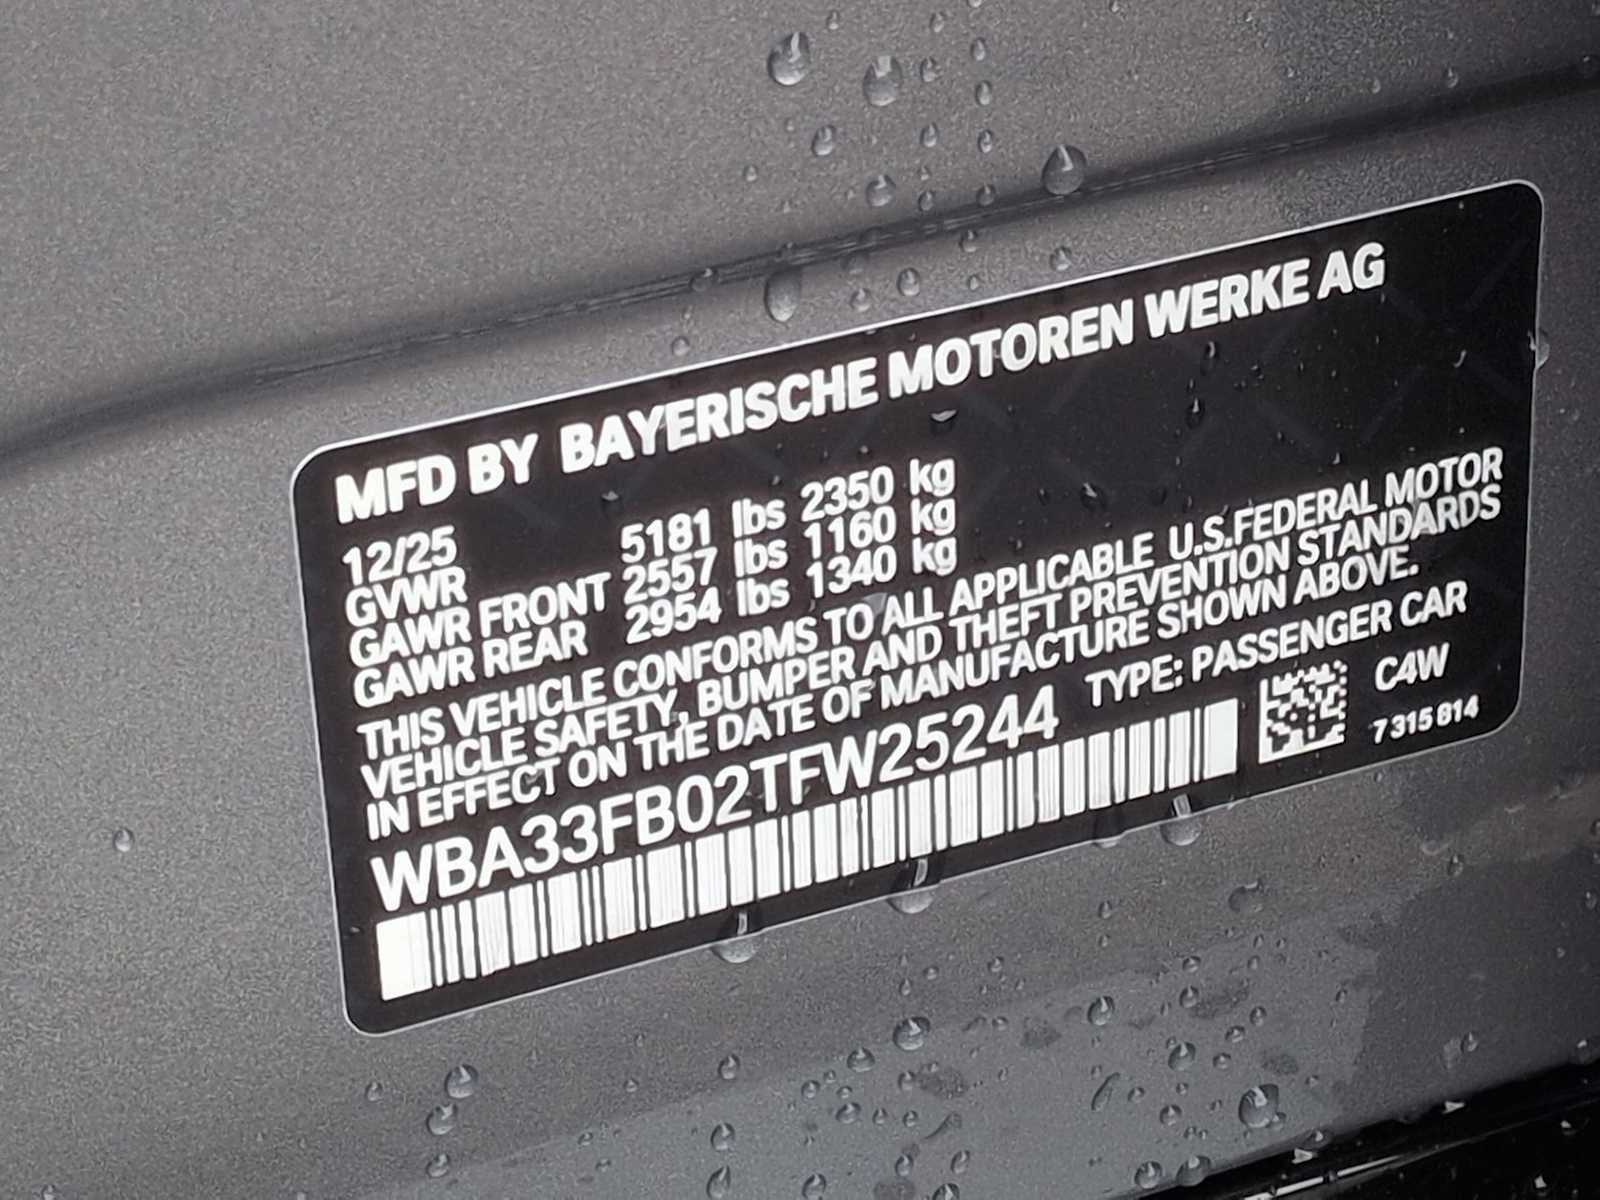 MFD BY BAYERISCHE MOTOREN WERKE AG
12/25
GVWR 5181 lbs 2350 kg
GAWR FRONT 2557 lbs 1160 kg
GAWR REAR 2954 lbs 1340 kg
THIS VEHICLE CONFORMS TO ALL APPLICABLE U.S.FEDERAL MOTOR
VEHICLE SAFETY, BUMPER AND THEFT PREVENTION STANDARDS
IN EFFECT ON THE DATE OF MANUFACTURE SHOWN ABOVE.
WBA33FB02TFW25244 TYPE: PASSENGER CAR
C4W
7 315 814